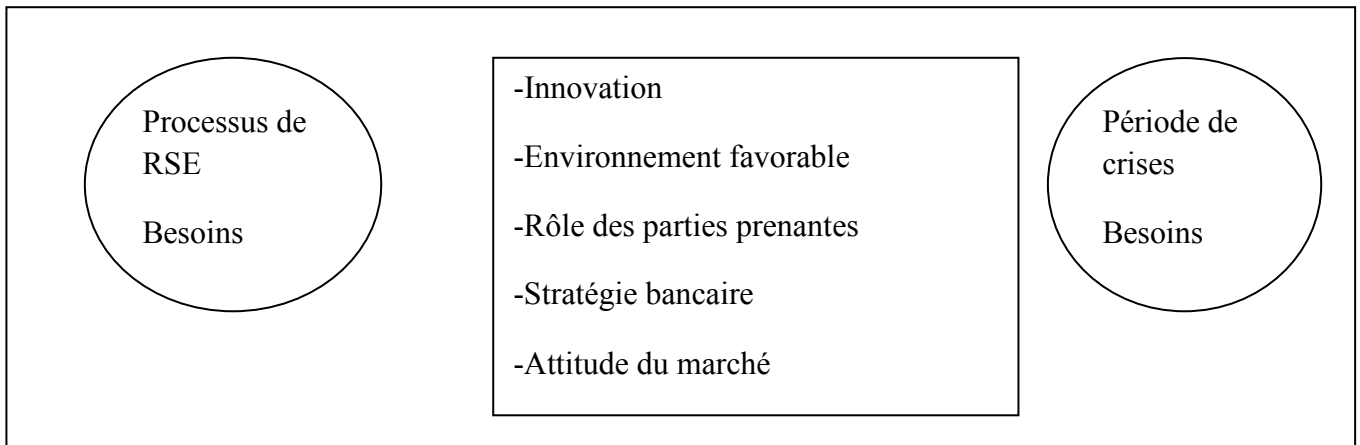 Processus de
RSE
Besoins
-Innovation
-Environnement favorable
-Rôle des parties prenantes
-Stratégie bancaire
-Attitude du marché
Période de
crises
Besoins